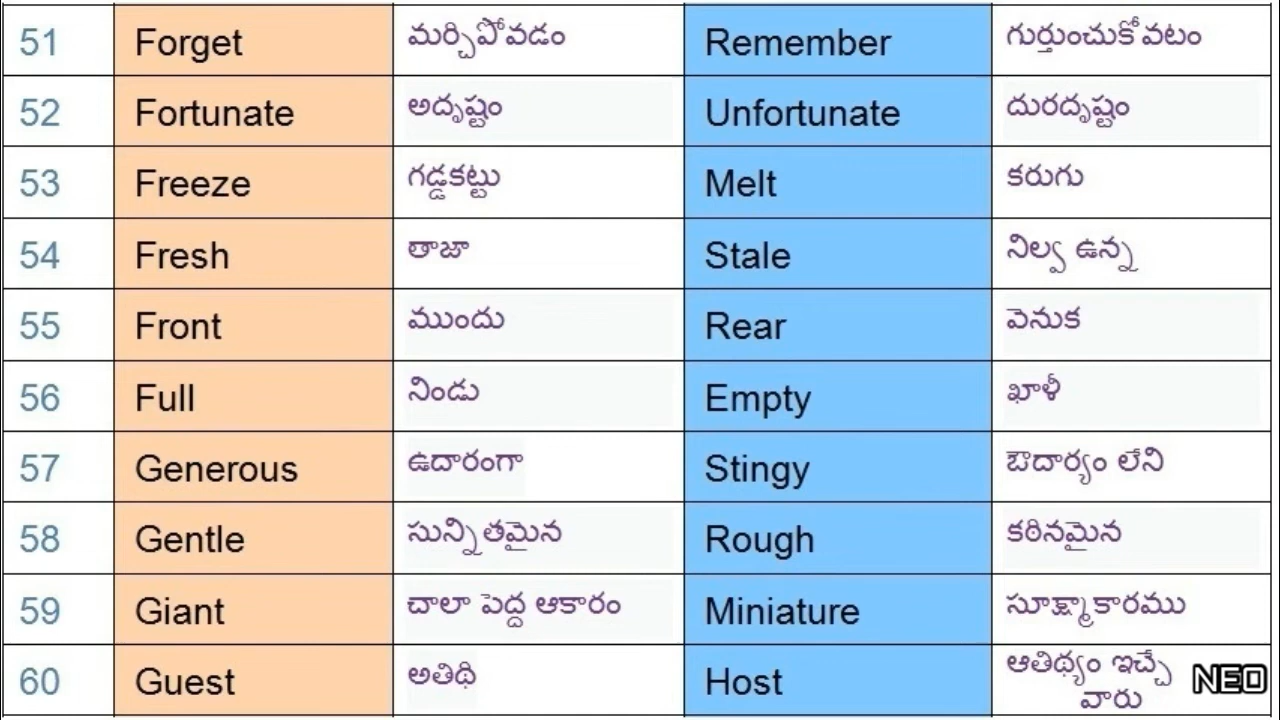 51 Forget మర్చిపోవడం Remember గుర్తుంచుకోవటం
52 Fortunate అదృష్టం Unfortunate దురదృష్టం
53 Freeze గడ్డకట్టు Melt కరుగు
54 Fresh తాజా Stale నిల్వ ఉన్న
55 Front ముందు Rear వెనుక
56 Full నిండు Empty ఖాళీ
57 Generous ఉదారంగా Stingy ఔదార్యం లేని
58 Gentle సున్నితమైన Rough కఠినమైన
59 Giant చాలా పెద్ద ఆకారం Miniature సూక్ష్మాకారము
60 Guest అతిథి Host ఆతిథ్యం ఇచ్చే
వారు
NEO